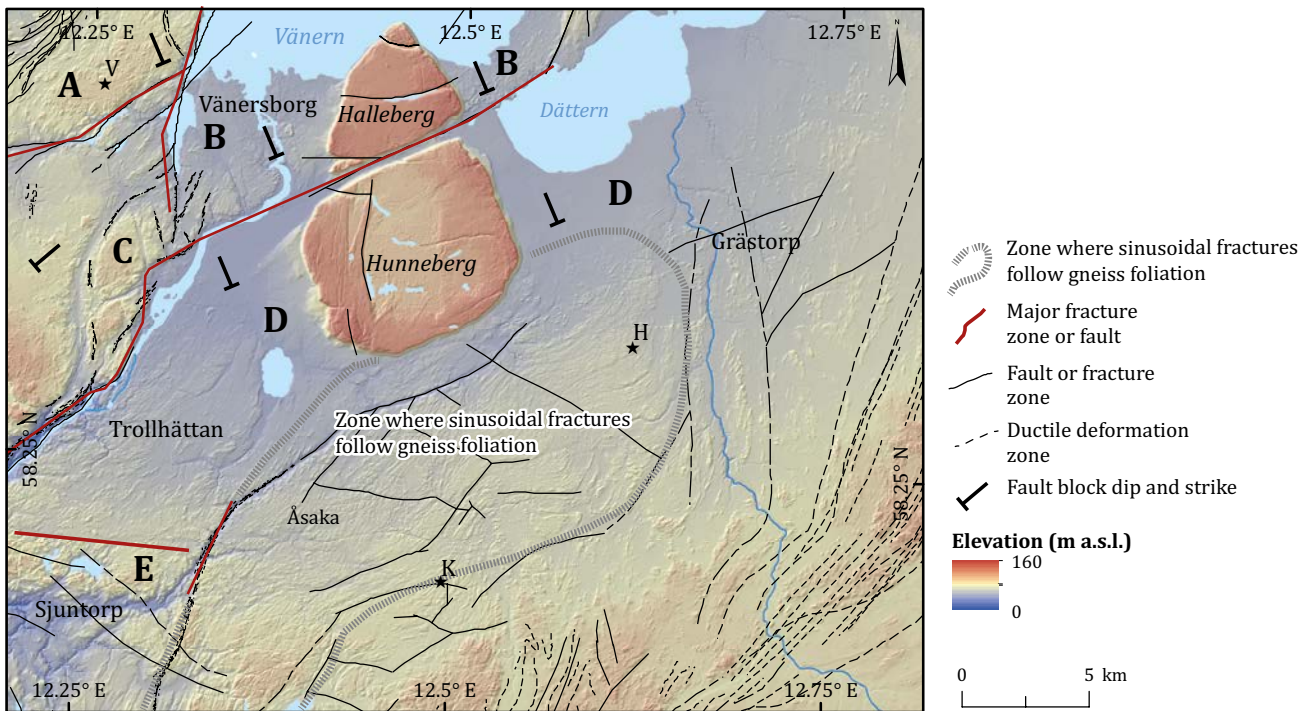 12.25° E
12.5° E
12.75° E
N
Vänern
B
A
V
Vänersborg
Halleberg
Dättern
B
D
Grästorp
C
Hunneberg
D
H
Zone where sinusoidal fractures
follow gneiss foliation
Trollhättan
58.25° N
58.25° N
Åsaka
E
K
Sjuntorp
12.25° E
12.5° E
12.75° E
Zone where sinusoidal fractures
follow gneiss foliation
Major fracture
zone or fault
Fault or fracture
zone
Ductile deformation
zone
Fault block dip and strike
Elevation (m a.s.l.)
160
0
0 5 km